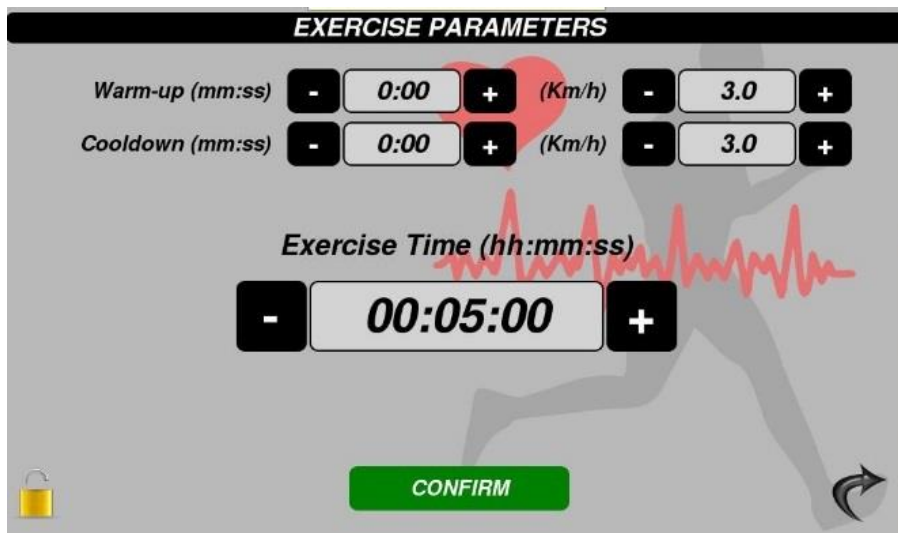 EXERCISE PARAMETERS
Warm-up (mm:ss) - 0:00 + (Km/h) - 3.0 +
Cooldown (mm:ss) - 0:00 + (Km/h) - 3.0 +
Exercise Time (hh:mm:ss)
- 00:05:00 +
CONFIRM